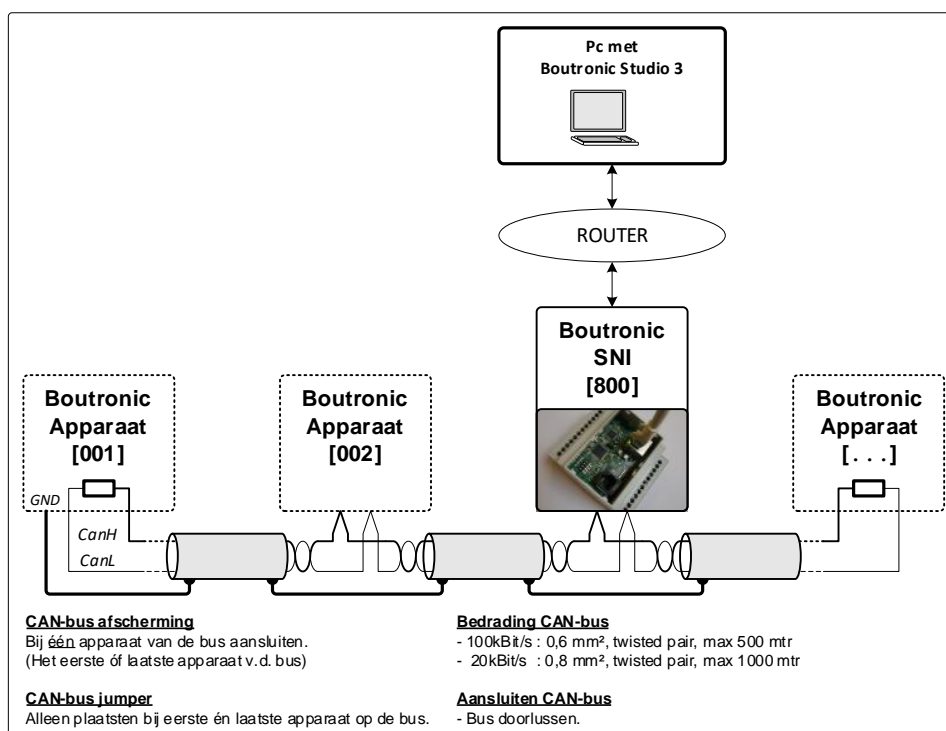 Pc met
Boutronic Studio 3
ROUTER
Boutronic
SNI
[800]
Boutronic
Apparaat
[001]
Boutronic
Apparaat
[002]
Boutronic
Apparaat
[. . .]
GND
CanH
CanL
CAN-bus afscherming
Bij één apparaat van de bus aansluiten.
(Het eerste óf laatste apparaat v.d. bus)
CAN-bus jumper
Alleen plaatsten bij eerste én laatste apparaat op de bus.
Bedrading CAN-bus
- 100kBit/s : 0,6 mm², twisted pair, max 500 mtr
- 20kBit/s : 0,8 mm², twisted pair, max 1000 mtr
Aansluiten CAN-bus
- Bus doorlussen.